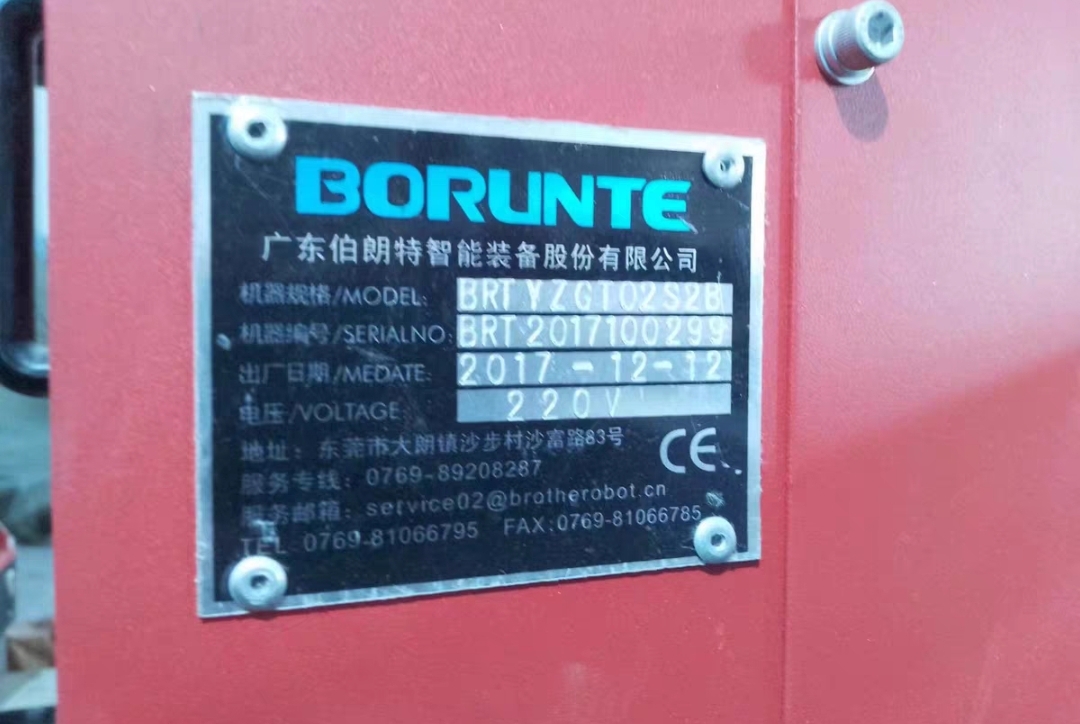 BORUNTE
广东伯朗特智能装备股份有限公司
机器规格/MODEL: BRTYZGT02S2B
机器编号/SERIALNO: BRT2017100299
出厂日期/MEDATE: 2017-12-12
电压/VOLTAGE: 220V
地址: 东莞市大朗镇沙步村沙富路83号
CE
服务专线: 0769-89208287
服务邮箱: service02@brotherobot.cn
TEL: 0769-81066795 FAX:0769-81066785